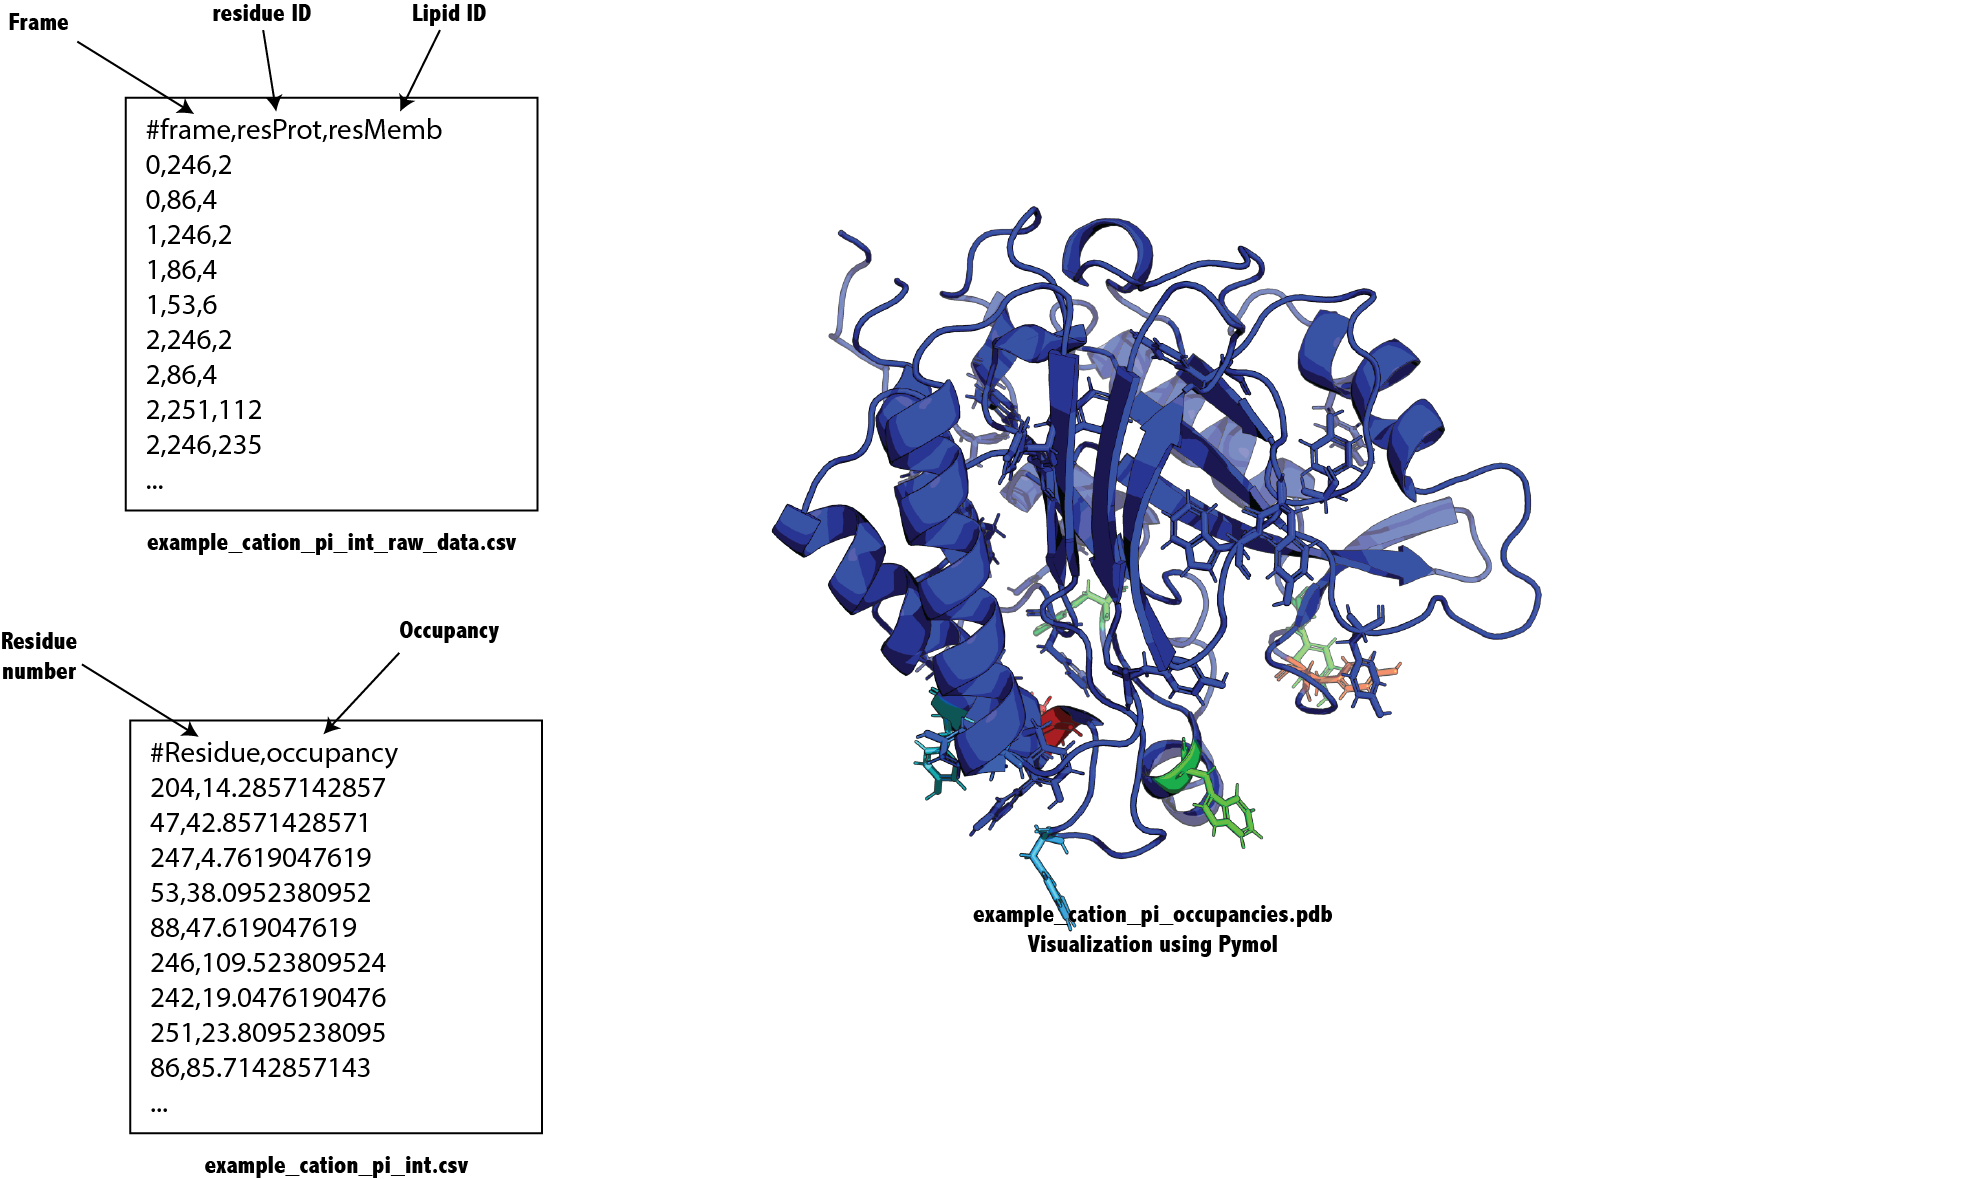 Frame
residue ID
Lipid ID
#frame,resProt,resMemb
0,246,2
0,86,4
1,246,2
1,86,4
1,53,6
2,246,2
2,86,4
2,251,112
2,246,235
...
example_cation_pi_int_raw_data.csv
Residue
number
Occupancy
#Residue,occupancy
204,14.2857142857
47,42.8571428571
247,4.7619047619
53,38.0952380952
88,47.619047619
246,109.523809524
242,19.0476190476
251,23.8095238095
86,85.7142857143
...
example_cation_pi_int.csv
example_cation_pi_occupancies.pdb
Visualization using Pymol